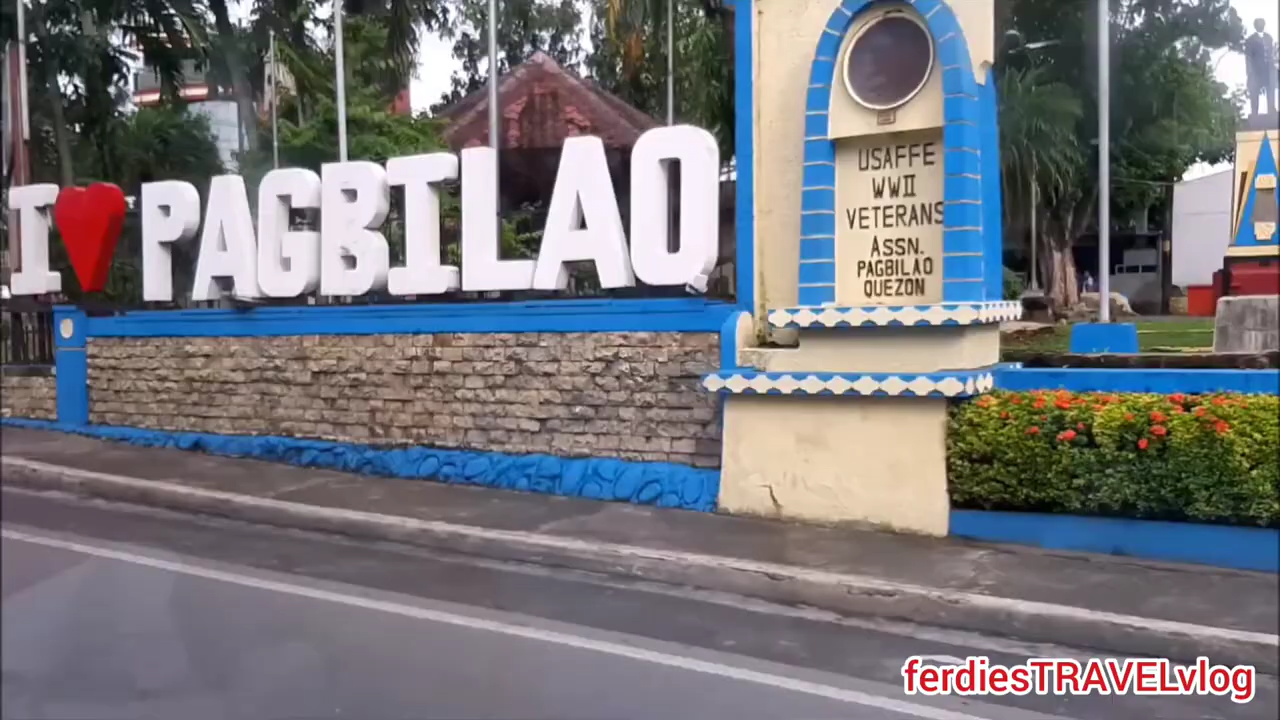 I ❤ PAGBILAO
USAFFE
WWII
VETERANS
ASSN.
PAGBILAO
QUEZON
ferdiesTRAVELvlog